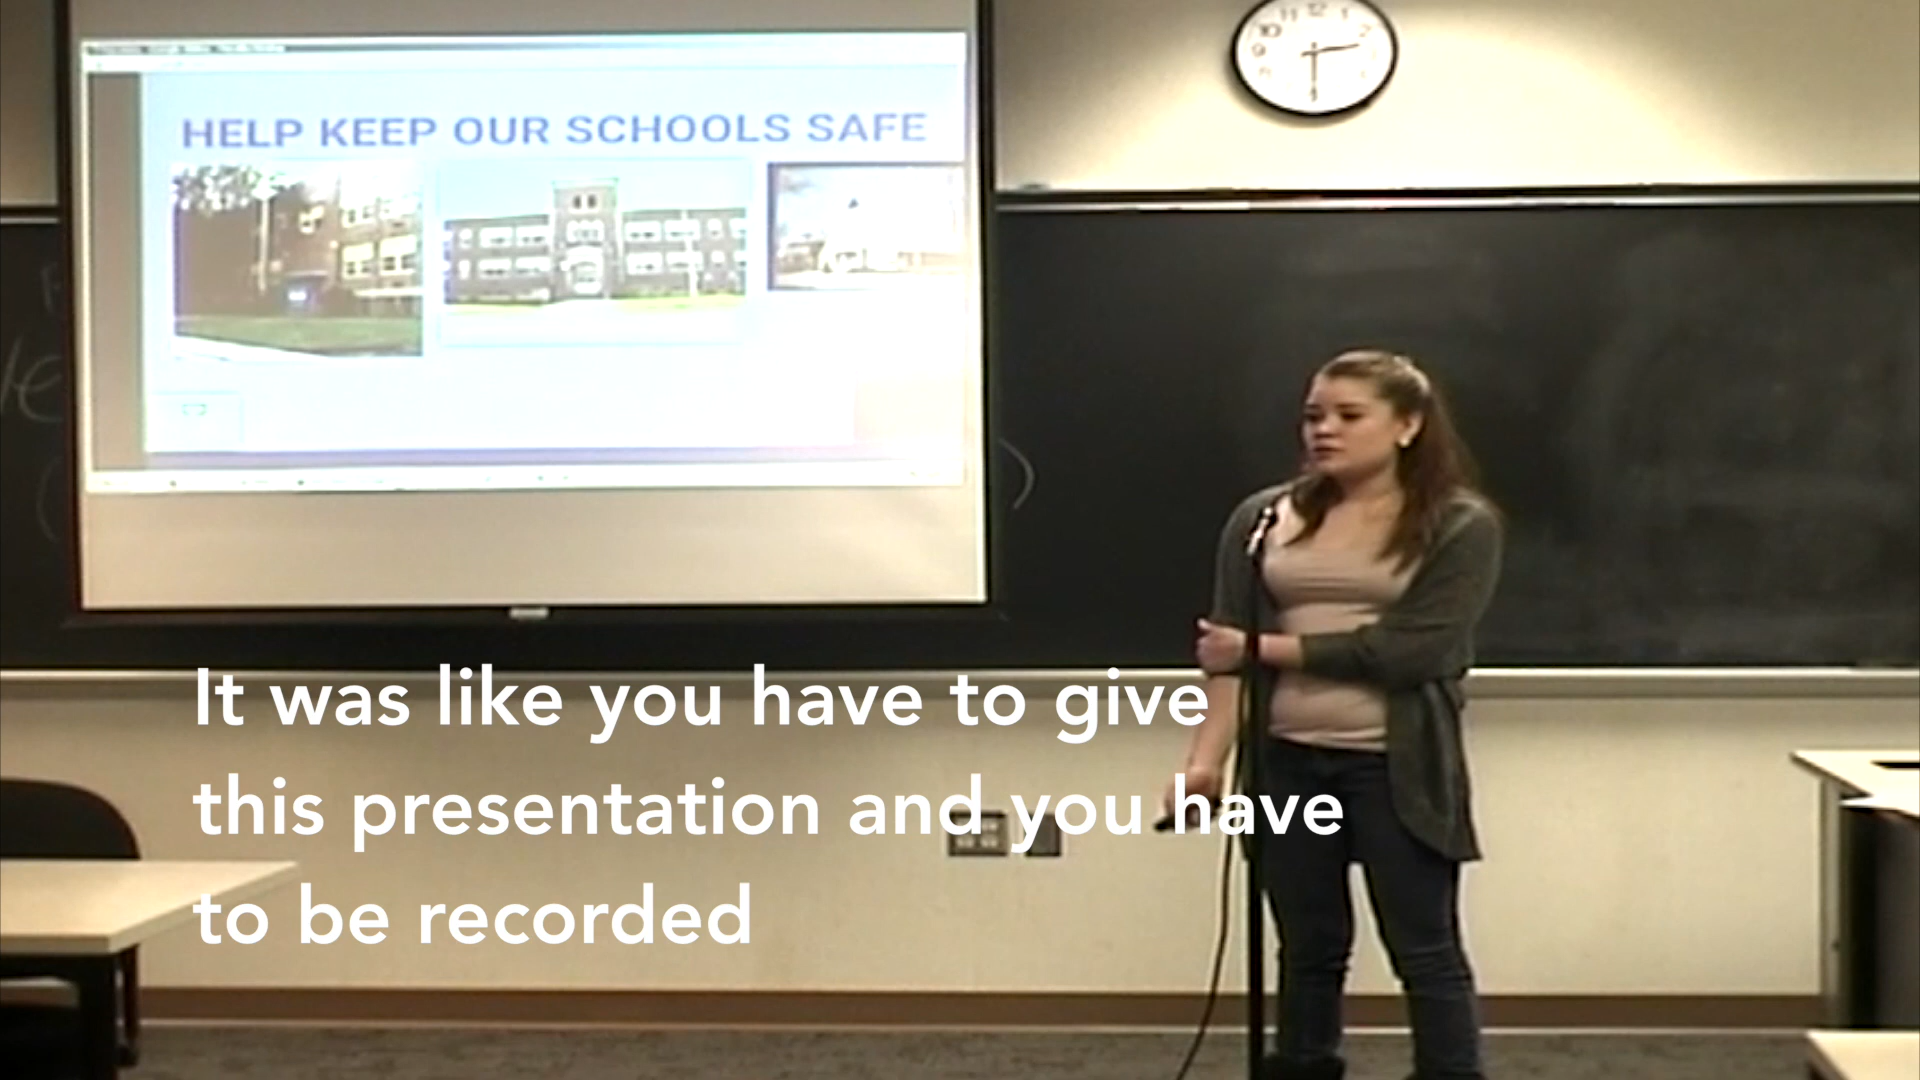 HELP KEEP OUR SCHOOLS SAFE
It was like you have to give
this presentation and you have
to be recorded